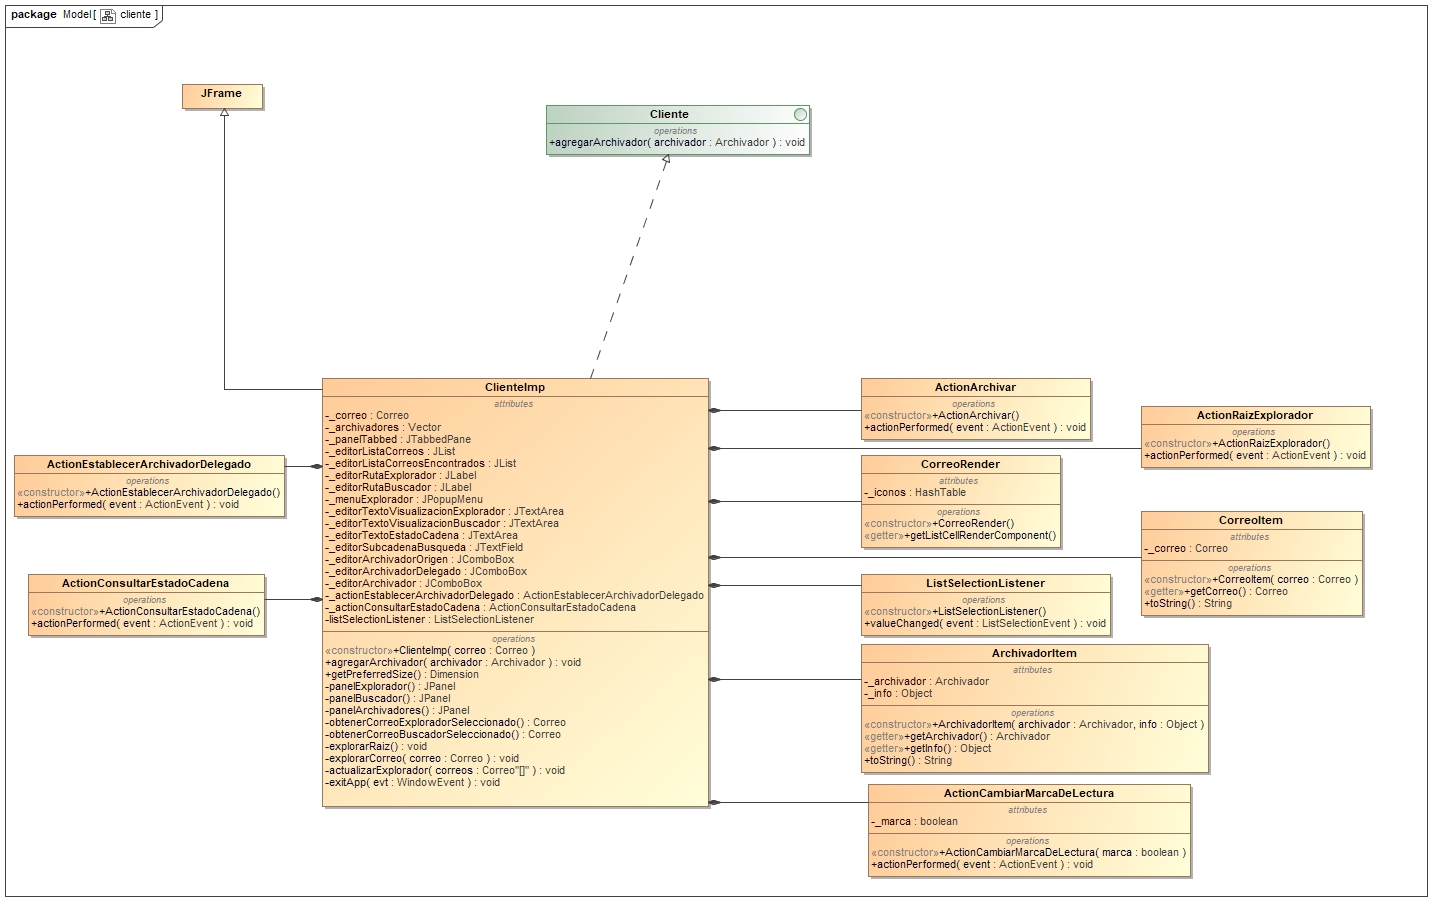 package Model[ cliente ]
JFrame
Cliente
operations
+agregarArchivador( archivador : Archivador ) : void
ClienteImp
attributes
-_correo : Correo
-_archivadores : Vector
-_panelTabbed : JTabbedPane
-_editorListaCorreos : JList
-_editorListaCorreosEncontrados : JList
-_editorRutaExplorador : JLabel
-_editorRutaBuscador : JLabel
-_menuExplorador : JPopupMenu
-_editorTextoVisualizacionExplorador : JTextArea
-_editorTextoVisualizacionBuscador : JTextArea
-_editorTextoEstadoCadena : JTextArea
-_editorSubcadenaBusqueda : JTextField
-_editorArchivadorOrigen : JComboBox
-_editorArchivadorDelegado : JComboBox
-_editorArchivador : JComboBox
-_actionEstablecerArchivadorDelegado : ActionEstablecerArchivadorDelegado
-_actionConsultarEstadoCadena : ActionConsultarEstadoCadena
-listSelectionListener : ListSelectionListener
operations
«constructor»+ClienteImp( correo : Correo )
+agregarArchivador( archivador : Archivador ) : void
+getPreferredSize() : Dimension
-panelExplorador() : JPanel
-panelBuscador() : JPanel
-panelArchivadores() : JPanel
-obtenerCorreoExploradorSeleccionado() : Correo
-obtenerCorreoBuscadorSeleccionado() : Correo
-explorarRaiz() : void
-explorarCorreo( correo : Correo ) : void
-actualizarExplorador( correos : Correo"[]" ) : void
-exitApp( evt : WindowEvent ) : void
ActionEstablecerArchivadorDelegado
operations
«constructor»+ActionEstablecerArchivadorDelegado()
+actionPerformed( event : ActionEvent ) : void
ActionConsultarEstadoCadena
operations
«constructor»+ActionConsultarEstadoCadena()
+actionPerformed( event : ActionEvent ) : void
ActionArchivar
operations
«constructor»+ActionArchivar()
+actionPerformed( event : ActionEvent ) : void
ActionRaizExplorador
operations
«constructor»+ActionRaizExplorador()
+actionPerformed( event : ActionEvent ) : void
CorreoRender
attributes
-_iconos : HashTable
operations
«constructor»+CorreoRender()
«getter»+getListCellRenderComponent()
CorreoItem
attributes
-_correo : Correo
operations
«constructor»+CorreoItem( correo : Correo )
«getter»+getCorreo() : Correo
+toString() : String
ListSelectionListener
operations
«constructor»+ListSelectionListener()
+valueChanged( event : ListSelectionEvent ) : void
ArchivadorItem
attributes
-_archivador : Archivador
-_info : Object
operations
«constructor»+ArchivadorItem( archivador : Archivador, info : Object )
«getter»+getArchivador() : Archivador
«getter»+getInfo() : Object
+toString() : String
ActionCambiarMarcaDeLectura
attributes
-_marca : boolean
operations
«constructor»+ActionCambiarMarcaDeLectura( marca : boolean )
+actionPerformed( event : ActionEvent ) : void